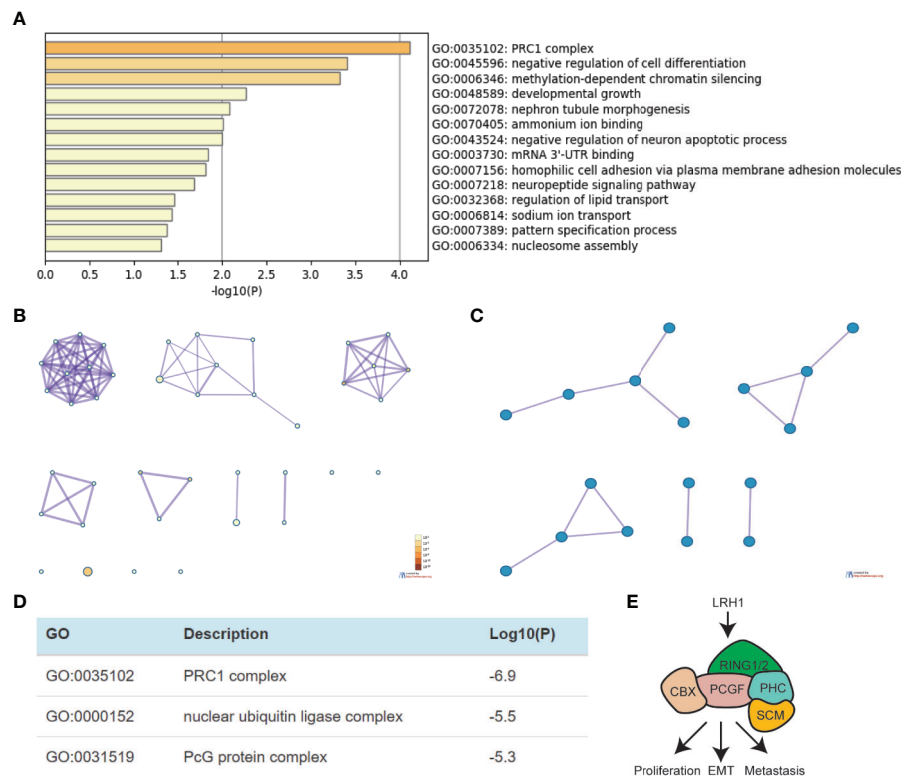 A
GO:0035102: PRC1 complex
GO:0045596: negative regulation of cell differentiation
GO:0006346: methylation-dependent chromatin silencing
GO:0048589: developmental growth
GO:0072078: nephron tubule morphogenesis
GO:0070405: ammonium ion binding
GO:0043524: negative regulation of neuron apoptotic process
GO:0003730: mRNA 3'-UTR binding
GO:0007156: homophilic cell adhesion via plasma membrane adhesion molecules
GO:0007218: neuropeptide signaling pathway
GO:0032368: regulation of lipid transport
GO:0006814: sodium ion transport
GO:0007389: pattern specification process
GO:0006334: nucleosome assembly
0.0 0.5 1.0 1.5 2.0 2.5 3.0 3.5 4.0
-log10(P)
B
C
D
GO Description Log10(P)
GO:0035102 PRC1 complex -6.9
GO:0000152 nuclear ubiquitin ligase complex -5.5
GO:0031519 PcG protein complex -5.3
E
LRH1
RING1/2
CBX PCGF PHC
SCM
Proliferation EMT Metastasis